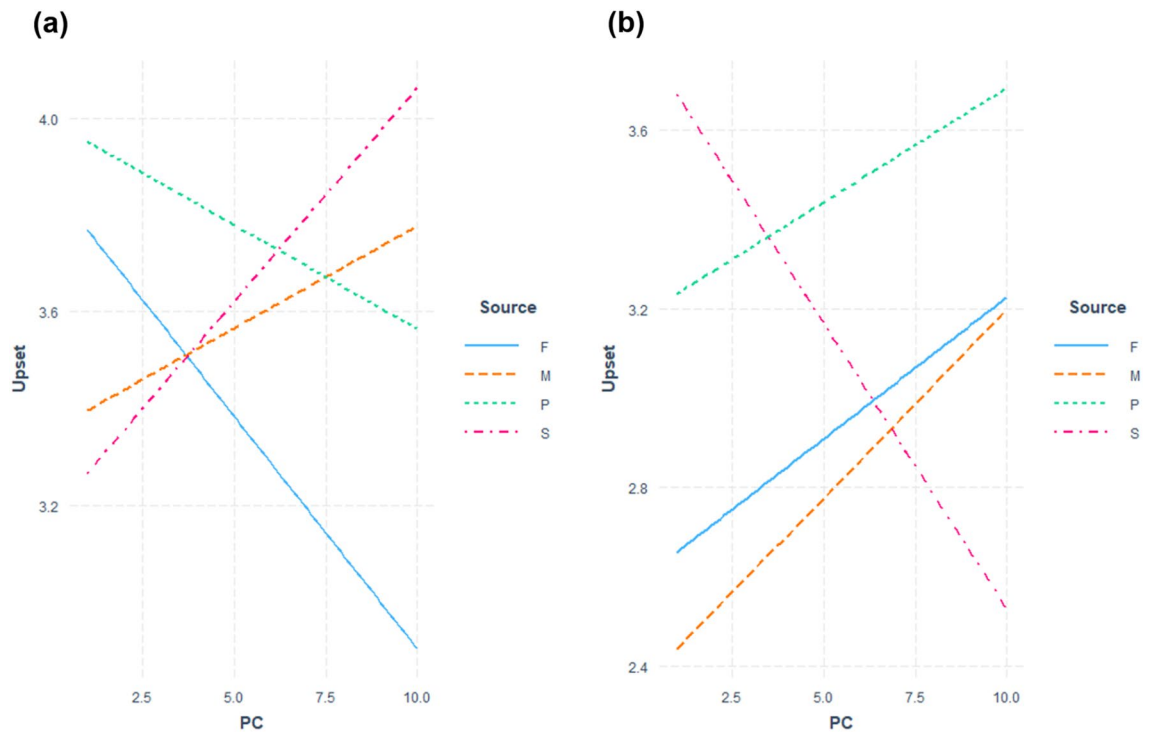 (a)
4.0
3.6
3.2
Upset
2.5 5.0 7.5 10.0
PC
Source
F
M
P
S
(b)
3.6
3.2
2.8
2.4
Upset
2.5 5.0 7.5 10.0
PC
Source
F
M
P
S